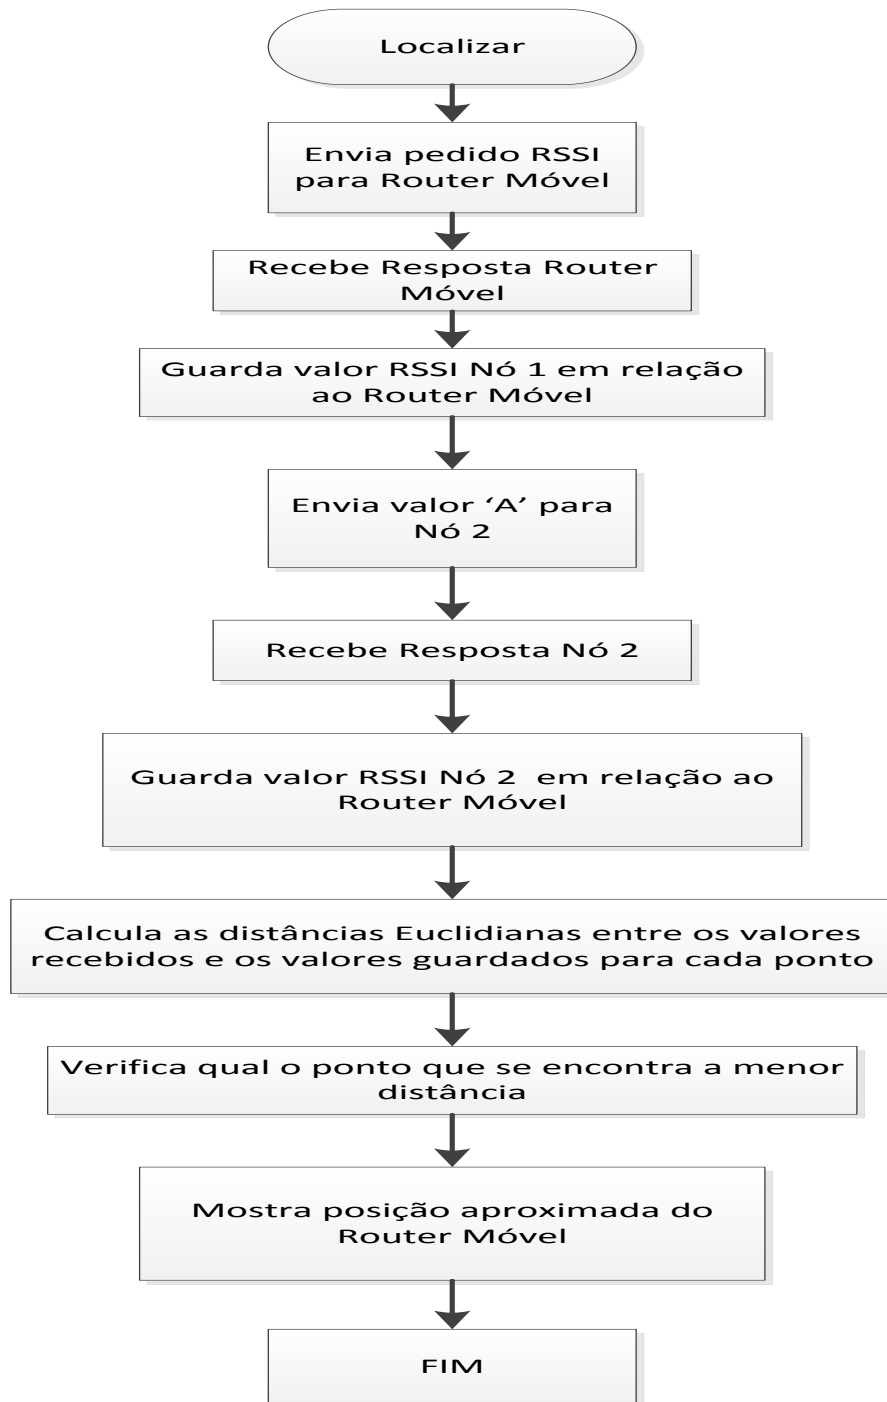 Localizar
Envia pedido RSSI
para Router Móvel
Recebe Resposta Router
Móvel
Guarda valor RSSI Nó 1 em relação
ao Router Móvel
Envia valor ‘A’ para
Nó 2
Recebe Resposta Nó 2
Guarda valor RSSI Nó 2  em relação ao
Router Móvel
Calcula as distâncias Euclidianas entre os valores
recebidos e os valores guardados para cada ponto
Verifica qual o ponto que se encontra a menor
distância
Mostra posição aproximada do
Router Móvel
FIM